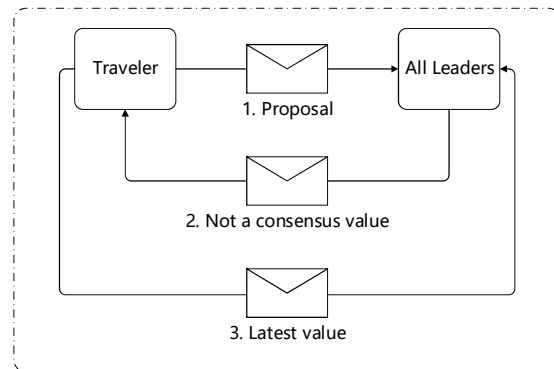 Traveler
All Leaders
1. Proposal
2. Not a consensus value
3. Latest value